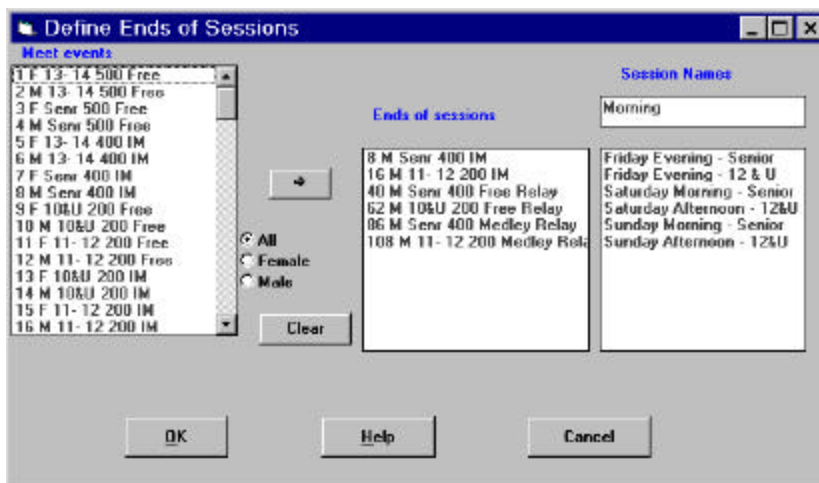 Define Ends of Sessions
Meet events
1 F 13- 14 500 Free
2 M 13- 14 500 Free
3 F Senr 500 Free
4 M Senr 500 Free
5 F 13- 14 400 IM
6 M 13- 14 400 IM
7 F Senr 400 IM
8 M Senr 400 IM
9 F 10&U 200 Free
10 M 10&U 200 Free
11 F 11- 12 200 Free
12 M 11- 12 200 Free
13 F 10&U 200 IM
14 M 10&U 200 IM
15 F 11- 12 200 IM
16 M 11- 12 200 IM
All
Female
Male
Clear
Ends of sessions
8 M Senr 400 IM
16 M 11- 12 200 IM
40 M Senr 400 Free Relay
62 M 10&U 200 Free Relay
86 M Senr 400 Medley Relay
108 M 11- 12 200 Medley Rela
Session Names
Morning
Friday Evening - Senior
Friday Evening - 12 & U
Saturday Morning - Senior
Saturday Afternoon - 12&U
Sunday Morning - Senior
Sunday Afternoon - 12&U
OK
Help
Cancel